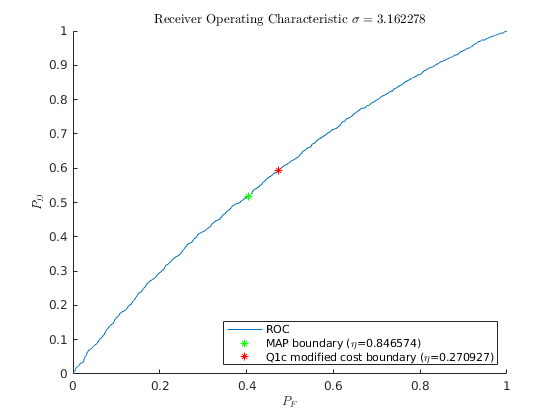 Receiver Operating Characteristic σ = 3.162278
1
0.9
0.8
0.7
0.6
0.5
0.4
0.3
0.2
0.1
0
P_D
0 0.2 0.4 0.6 0.8 1
P_F
ROC
MAP boundary (η=0.846574)
Q1c modified cost boundary (η=0.270927)